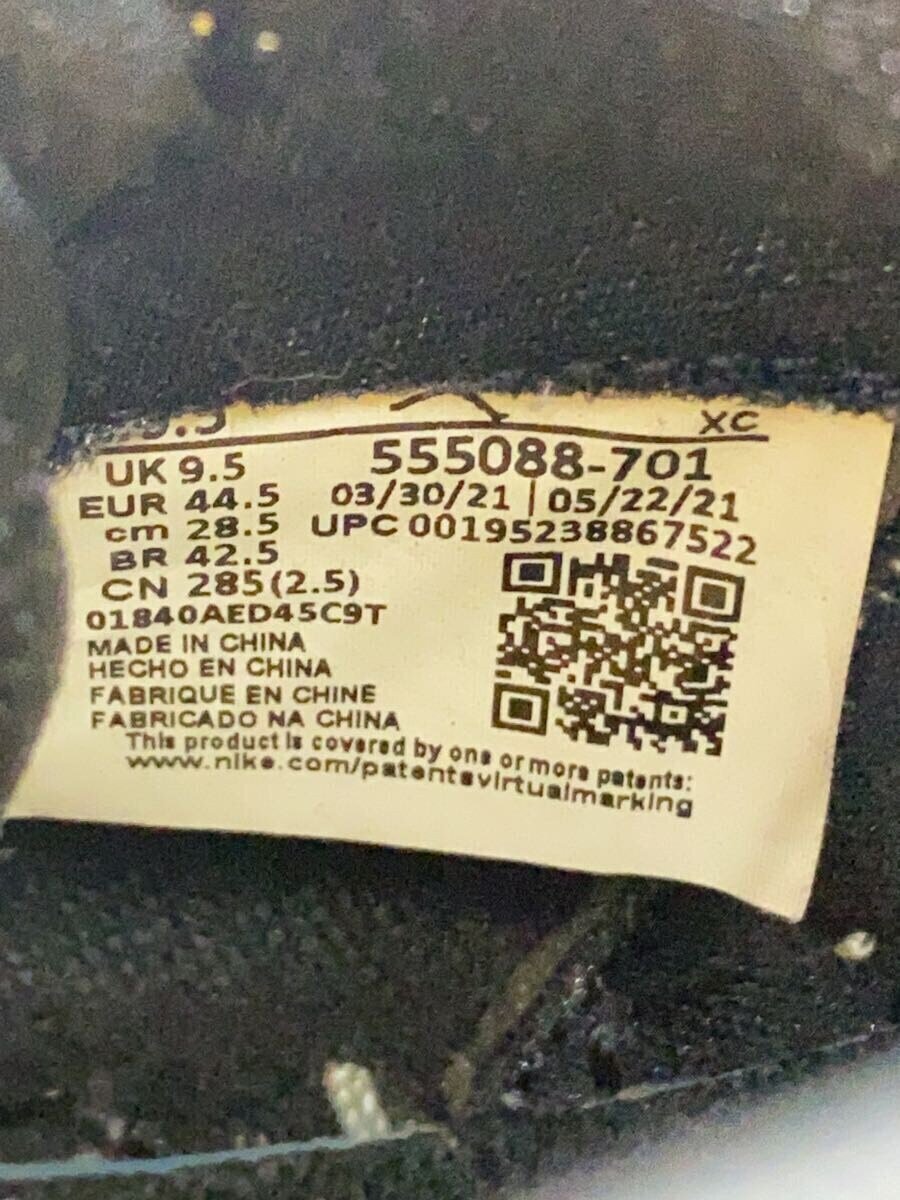 XC
UK 9.5 555088-701
EUR 44.5 03/30/21 | 05/22/21
cm 28.5 UPC 00195238867522
BR 42.5
CN 285(2.5)
01840AED45C9T
MADE IN CHINA
HECHO EN CHINA
FABRIQUE EN CHINE
FABRICADO NA CHINA
This product is covered by one or more patents:
www.nike.com/patentsvirtualmarking